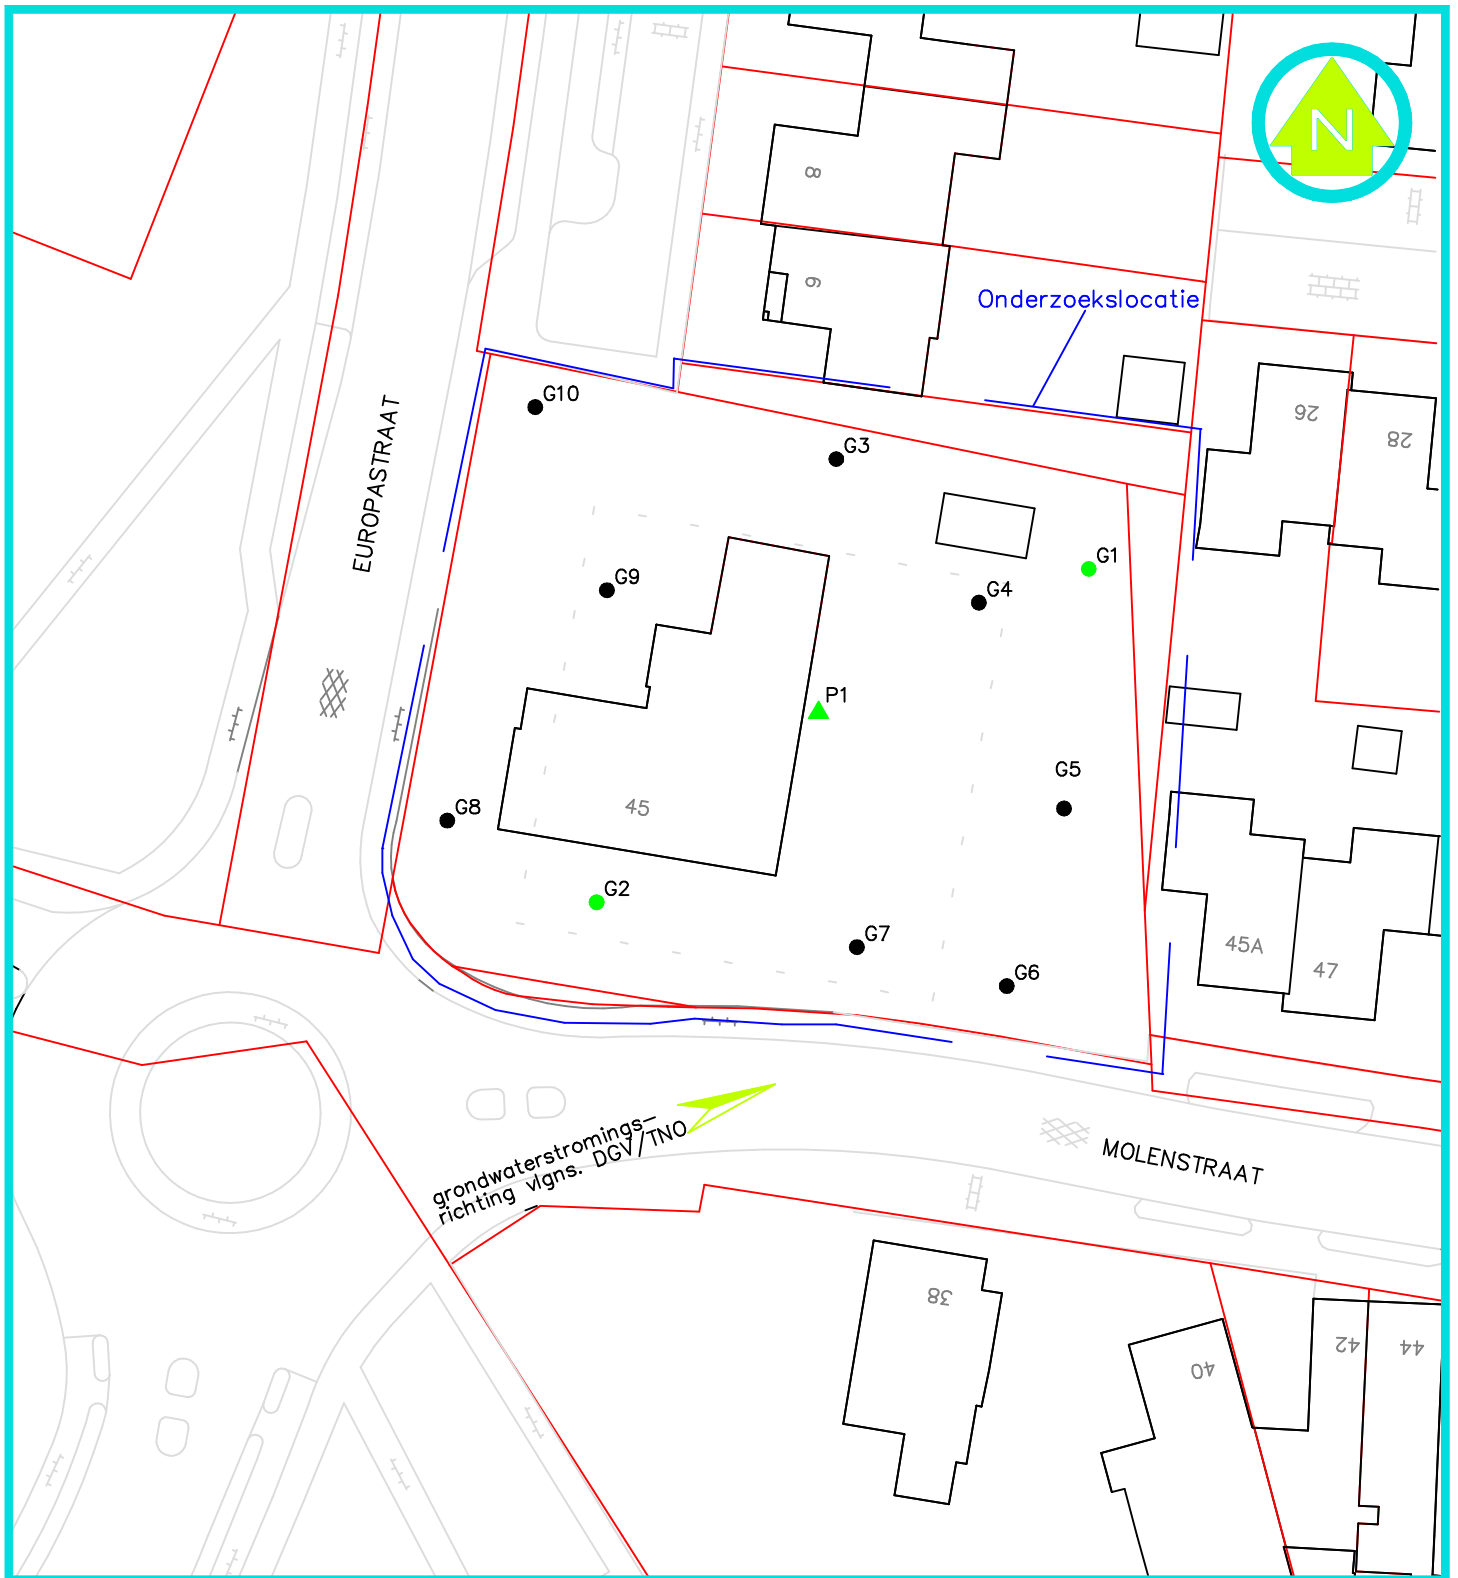 N
8
6
Onderzoekslocatie
26
28
G10
G3
EUROPASTRAAT
G1
G9
G4
P1
G5
G8
45
G2
G7
45A
G6
47
grondwaterstromings-
richting vlgns. DGV/TNO
MOLENSTRAAT
38
40
42
44